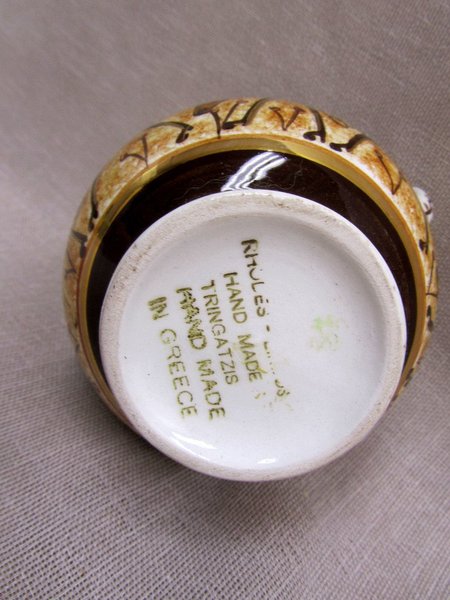 RHODES -
HAND MADE
TRINGATZIS
HAND MADE
IN GREECE